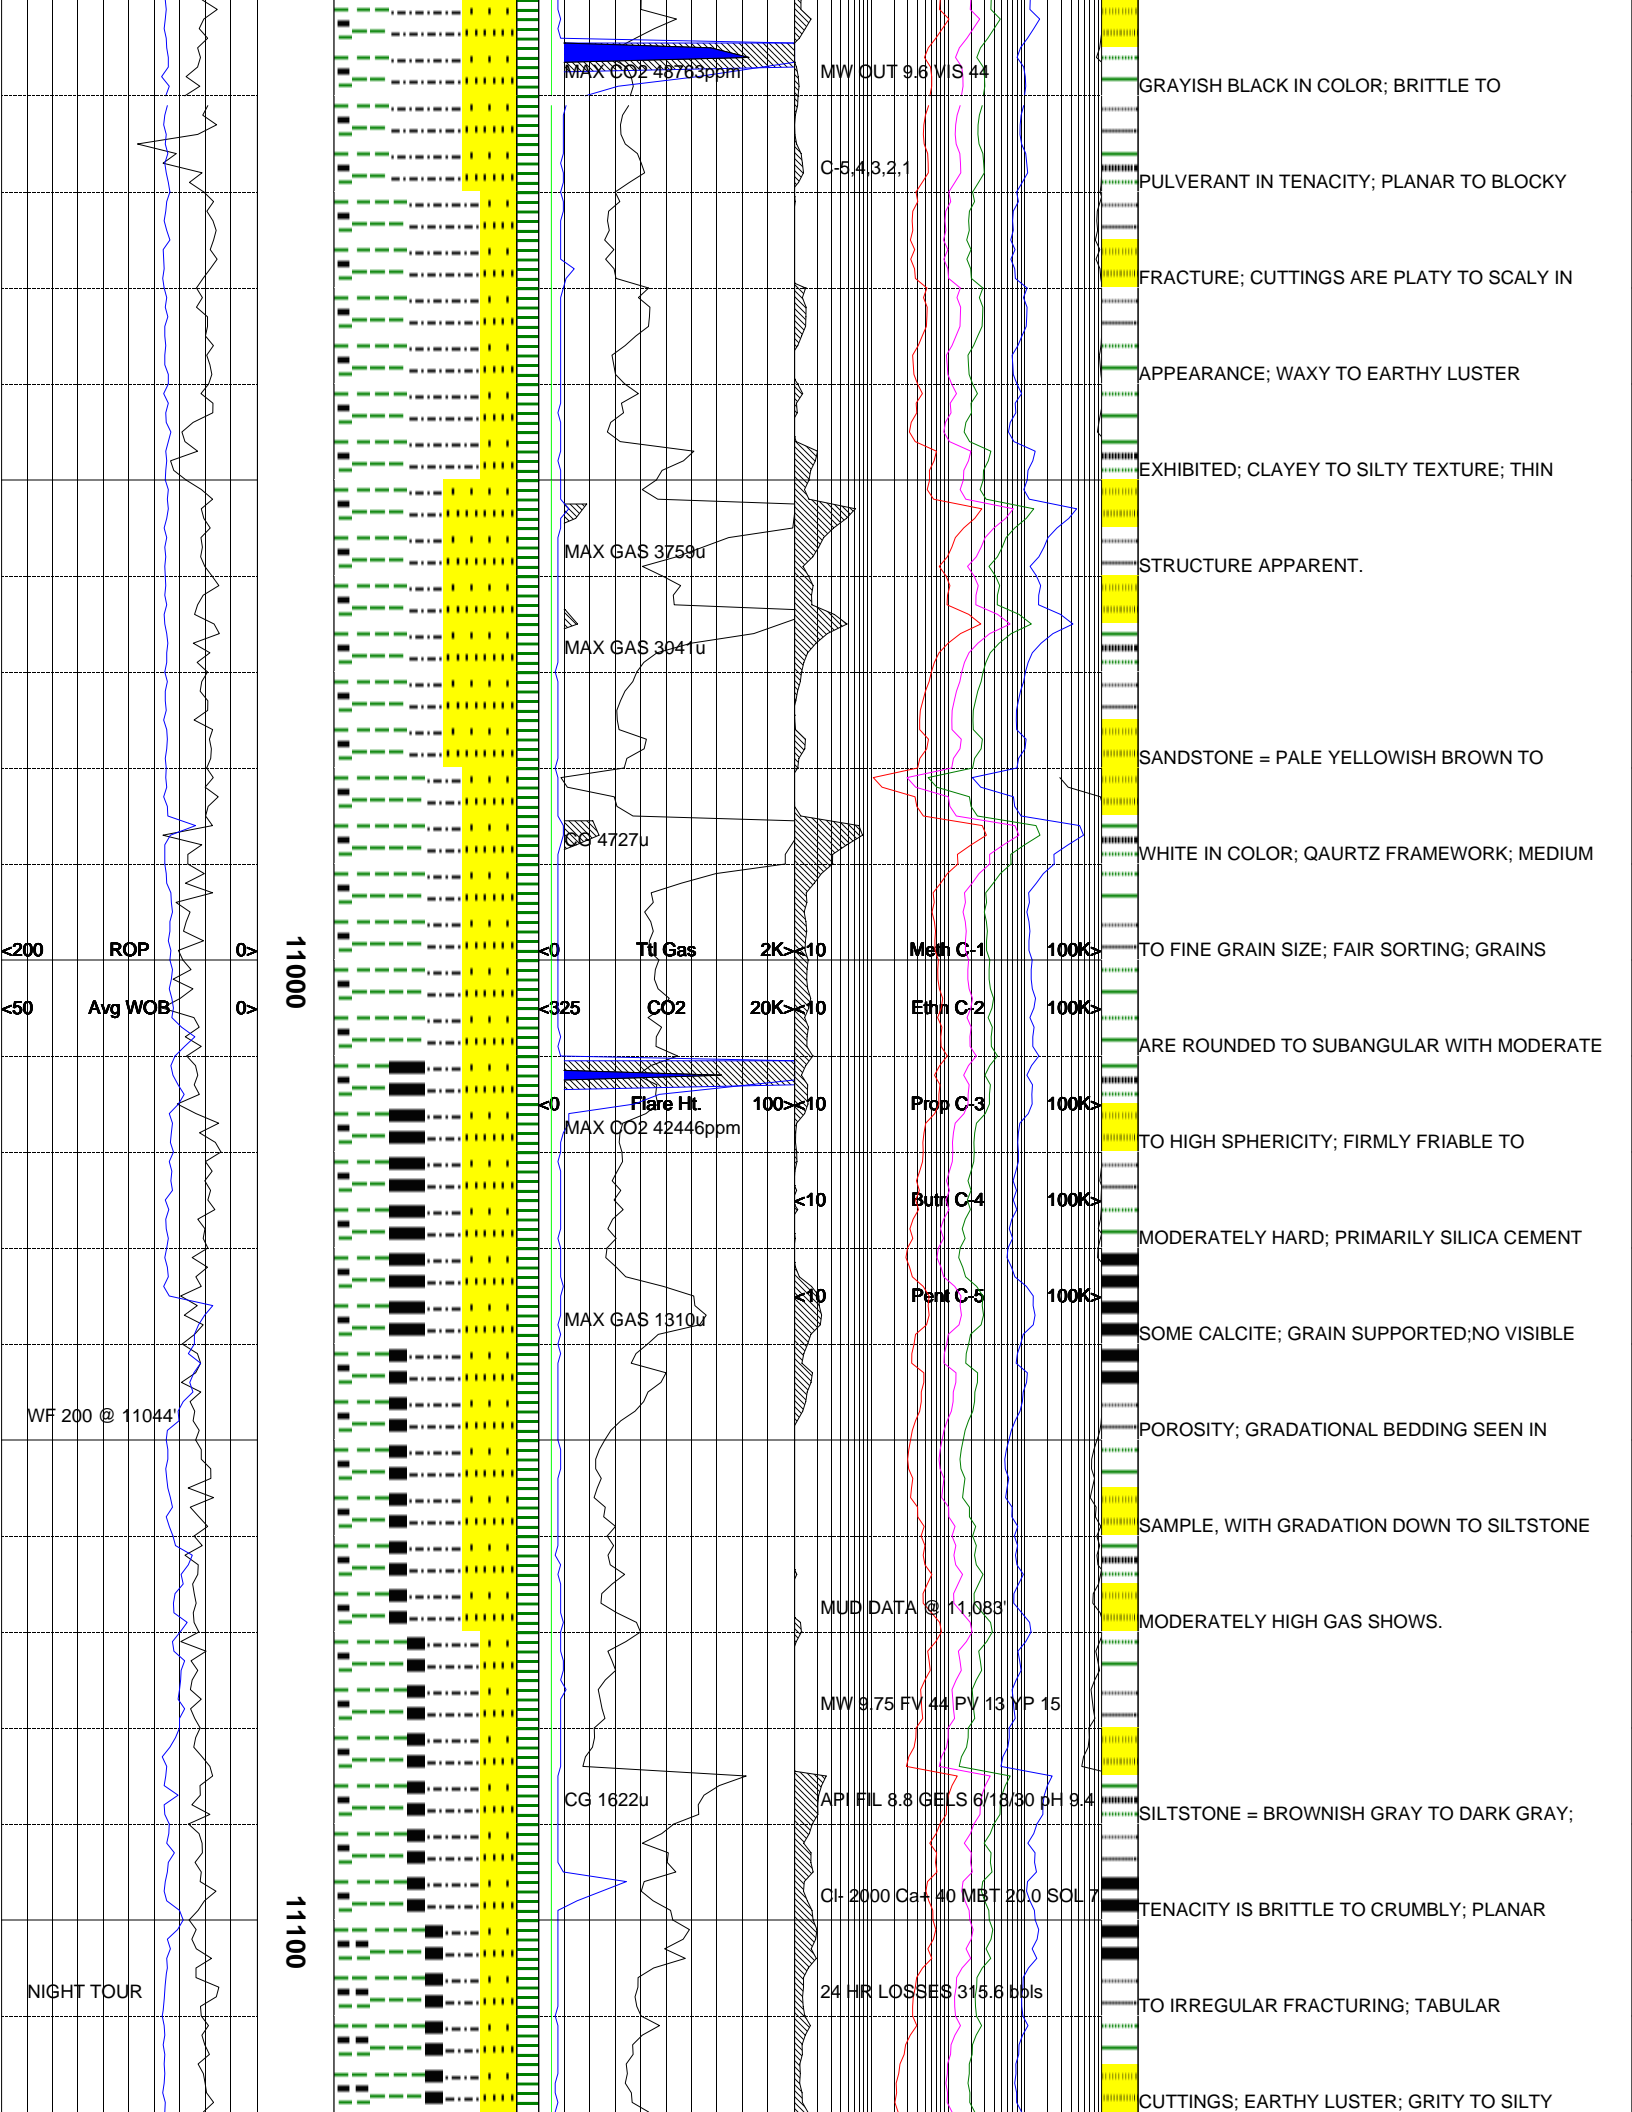 MAX CO2 48763ppm
MW OUT 9.6 VIS 44
GRAYISH BLACK IN COLOR; BRITTLE TO
C-5,4,3,2,1
PULVERANT IN TENACITY; PLANAR TO BLOCKY
FRACTURE; CUTTINGS ARE PLATY TO SCALY IN
APPEARANCE; WAXY TO EARTHY LUSTER
EXHIBITED; CLAYEY TO SILTY TEXTURE; THIN
MAX GAS 3759u
STRUCTURE APPARENT.
MAX GAS 3041u
SANDSTONE = PALE YELLOWISH BROWN TO
CG 4727u
WHITE IN COLOR; QAURTZ FRAMEWORK; MEDIUM
<200 ROP 0>
11000
<0 Ttl Gas 2K>
<10 Meth C-1 100K>
TO FINE GRAIN SIZE; FAIR SORTING; GRAINS
<50 Avg WOB 0>
<325 CO2 20K>
<10 Ethn C-2 100K>
ARE ROUNDED TO SUBANGULAR WITH MODERATE
<0 Flare Ht. 100>
<10 Prop C-3 100K>
MAX CO2 42446ppm
TO HIGH SPHERICITY; FIRMLY FRIABLE TO
<10 Butn C-4 100K>
MODERATELY HARD; PRIMARILY SILICA CEMENT
<10 Pent C-5 100K>
MAX GAS 1310u
SOME CALCITE; GRAIN SUPPORTED;NO VISIBLE
WF 200 @ 11044'
POROSITY; GRADATIONAL BEDDING SEEN IN
SAMPLE, WITH GRADATION DOWN TO SILTSTONE
MUD DATA @ 11,083'
MODERATELY HIGH GAS SHOWS.
MW 9.75 FV 44 PV 13 YP 15
CG 1622u
API FIL 8.8 GELS 6/18/30 pH 9.4
SILTSTONE = BROWNISH GRAY TO DARK GRAY;
Cl- 2000 Ca+ 40 MBT 20.0 SOL 7
TENACITY IS BRITTLE TO CRUMBLY; PLANAR
11100
NIGHT TOUR
24 HR LOSSES 315.6 bbls
TO IRREGULAR FRACTURING; TABULAR
CUTTINGS; EARTHY LUSTER; GRITY TO SILTY